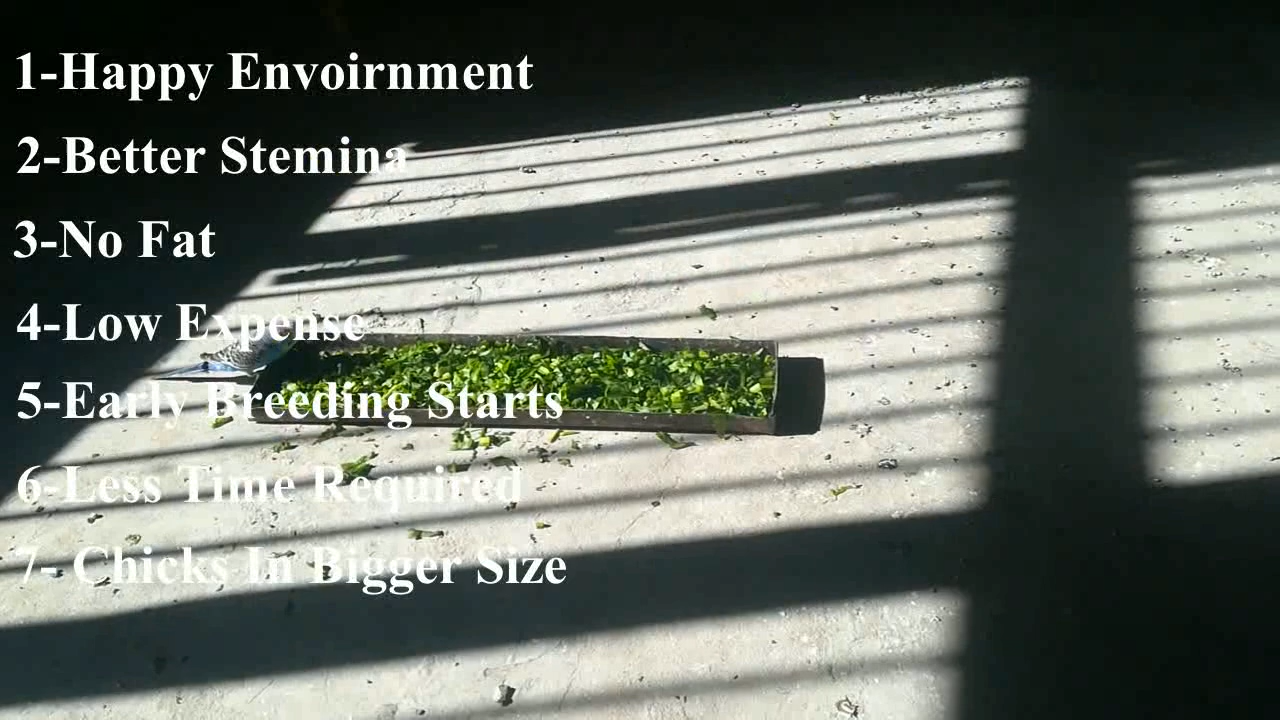 1-Happy Envoirnment
2-Better Stemina
3-No Fat
4-Low Expense
5-Early Breeding Starts
6-Less Time Required
7- Chicks In Bigger Size